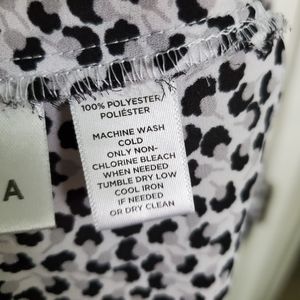 100% POLYESTER/
POLIÉSTER
MACHINE WASH
COLD
ONLY NON-
CHLORINE BLEACH
WHEN NEEDED
TUMBLE DRY LOW
COOL IRON
IF NEEDED
OR DRY CLEAN
A